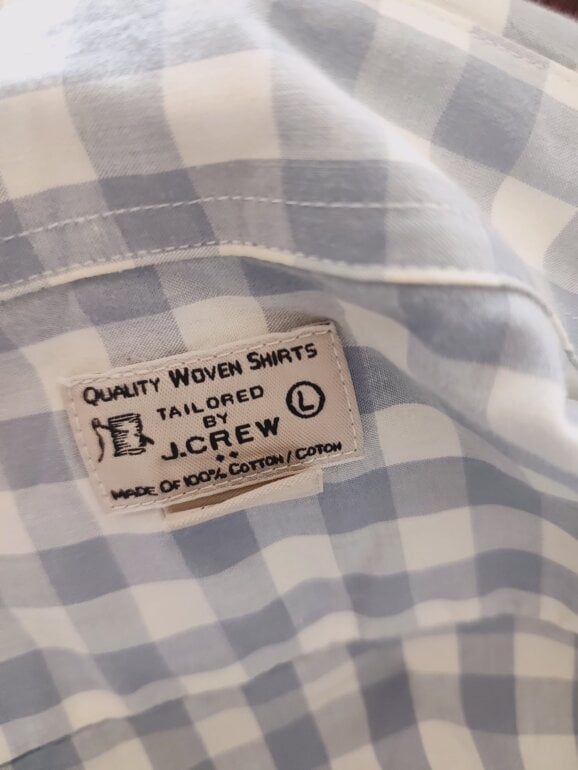 QUALITY WOVEN SHIRTS
TAILORED
BY
J.CREW
L
MADE OF 100% COTTON / COTON